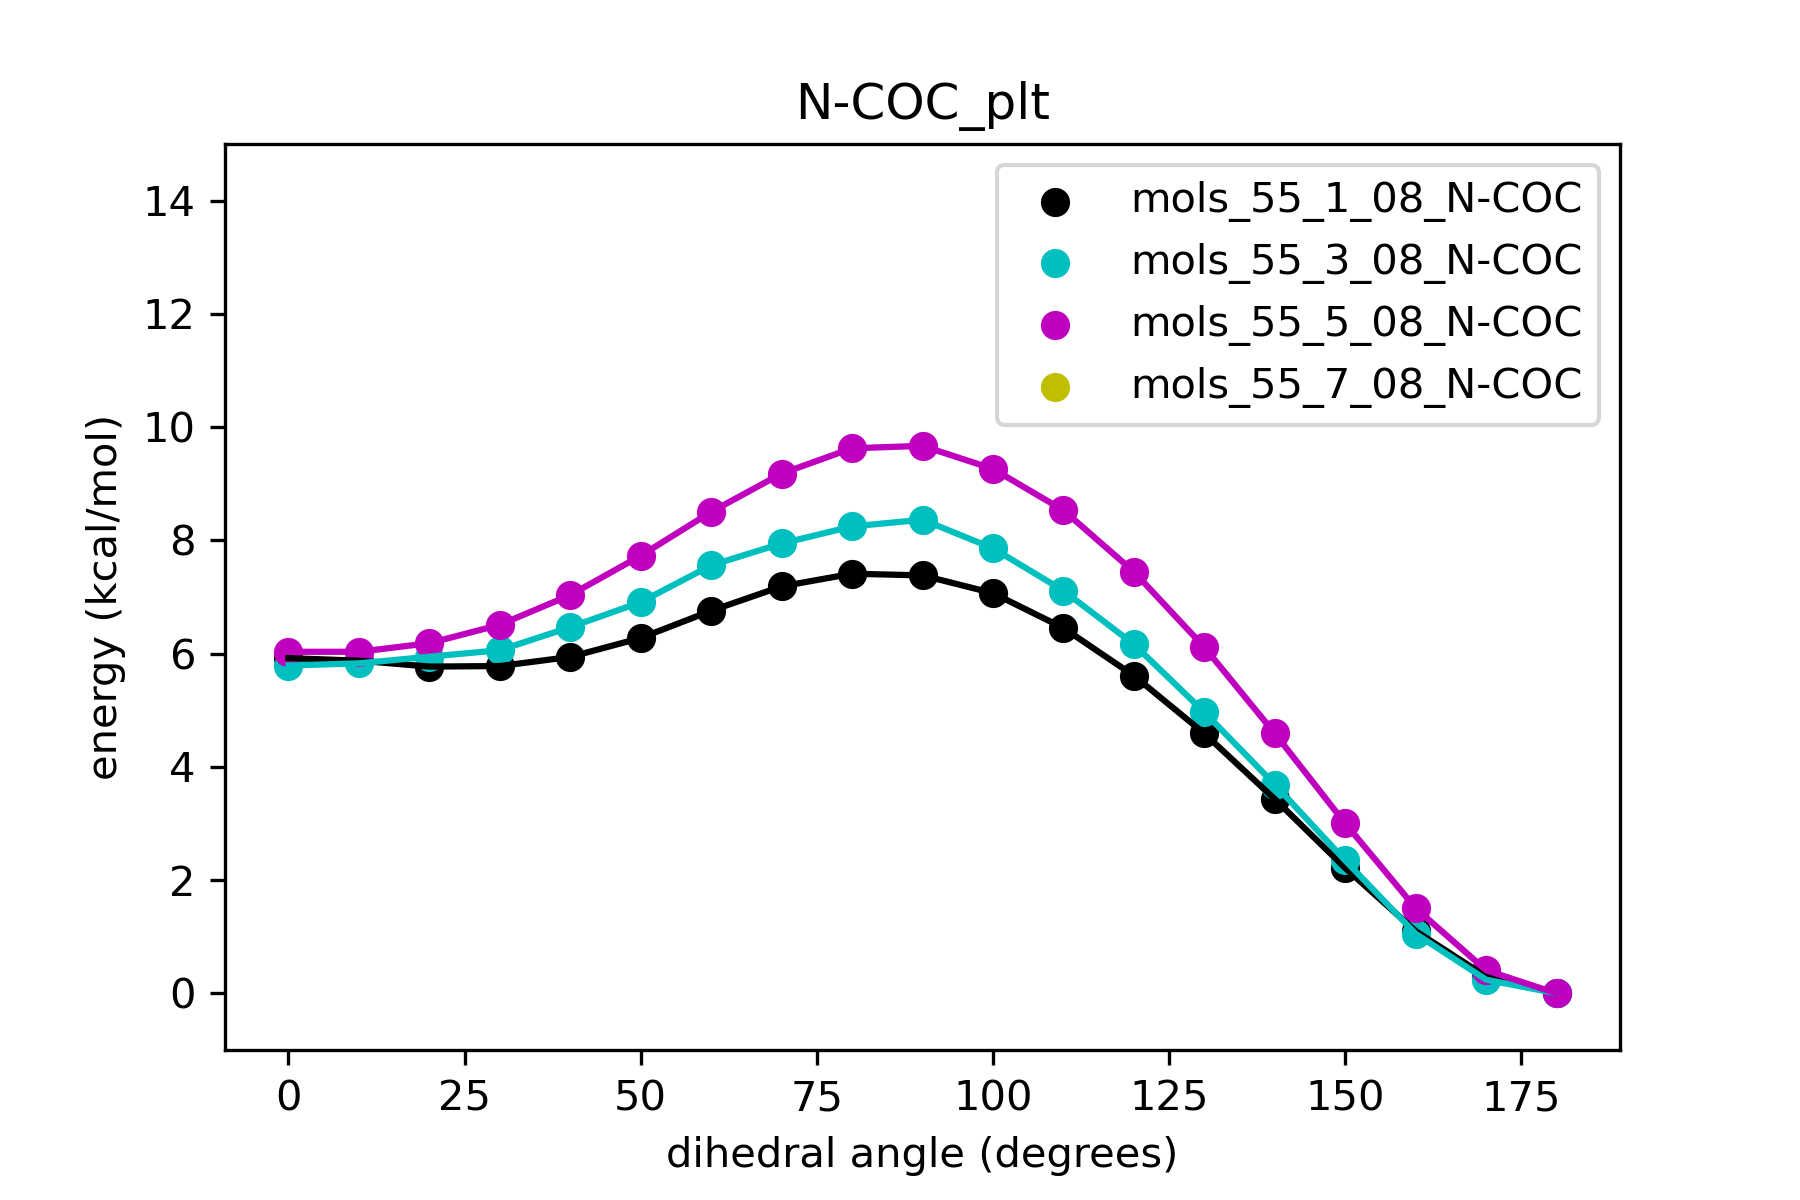 N-COC_plt
14
12
10
8
6
4
2
0
energy (kcal/mol)
mols_55_1_08_N-COC
mols_55_3_08_N-COC
mols_55_5_08_N-COC
mols_55_7_08_N-COC
0 25 50 75 100 125 150 175
dihedral angle (degrees)